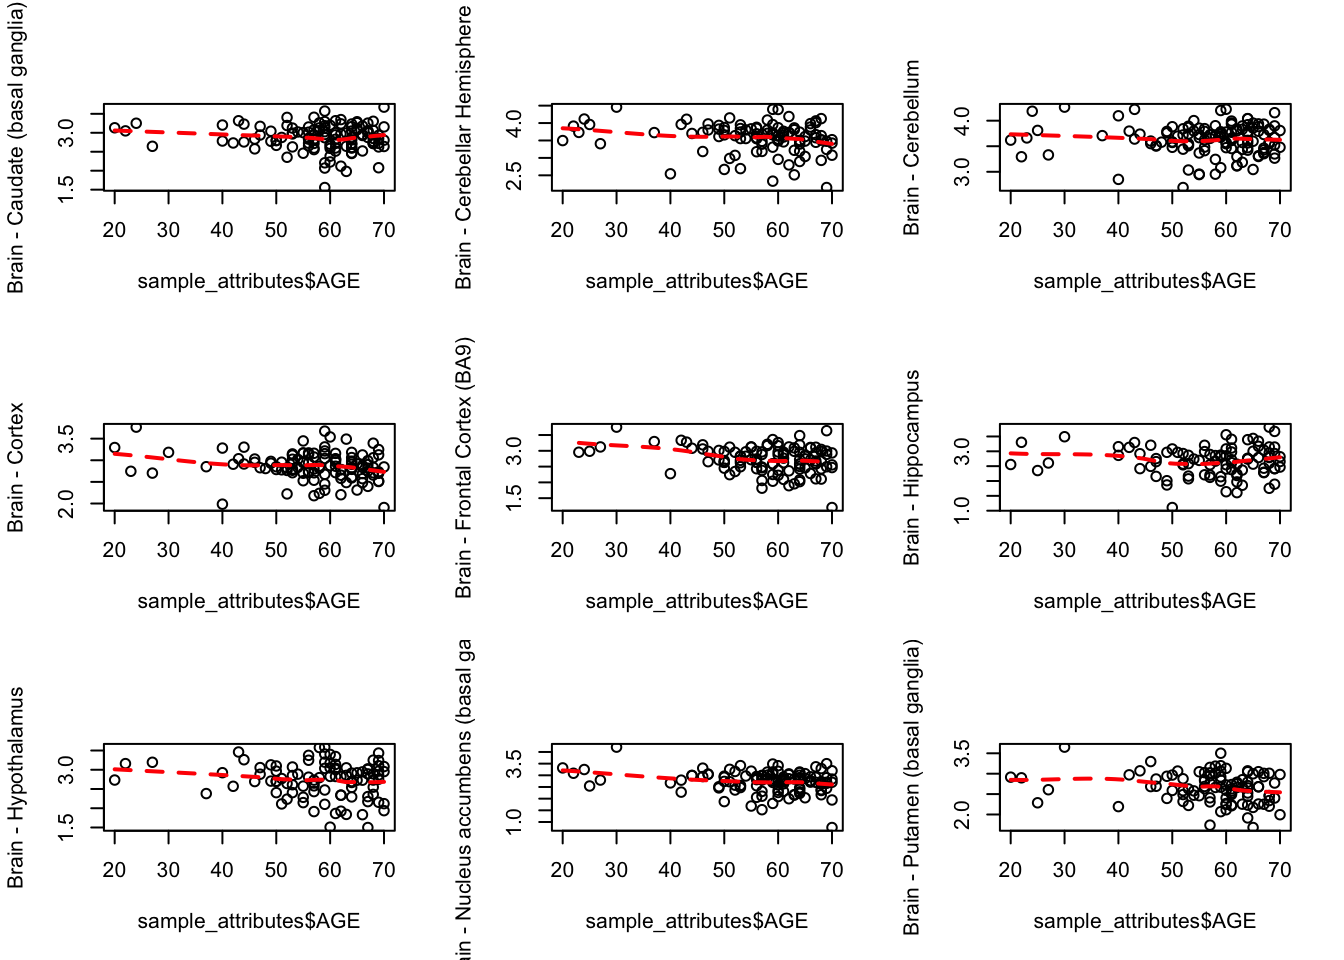 Brain - Caudate (basal ganglia)
3.0
1.5
20 30 40 50 60 70
sample_attributes$AGE
Brain - Cerebellar Hemisphere
4.0
2.5
20 30 40 50 60 70
sample_attributes$AGE
Brain - Cerebellum
4.0
3.0
20 30 40 50 60 70
sample_attributes$AGE
Brain - Cortex
3.5
2.0
20 30 40 50 60 70
sample_attributes$AGE
Brain - Frontal Cortex (BA9)
3.0
1.5
20 30 40 50 60 70
sample_attributes$AGE
Brain - Hippocampus
3.0
1.0
20 30 40 50 60 70
sample_attributes$AGE
Brain - Hypothalamus
3.0
1.5
20 30 40 50 60 70
sample_attributes$AGE
ain - Nucleus accumbens (basal ga
3.5
1.0
20 30 40 50 60 70
sample_attributes$AGE
Brain - Putamen (basal ganglia)
3.5
2.0
20 30 40 50 60 70
sample_attributes$AGE